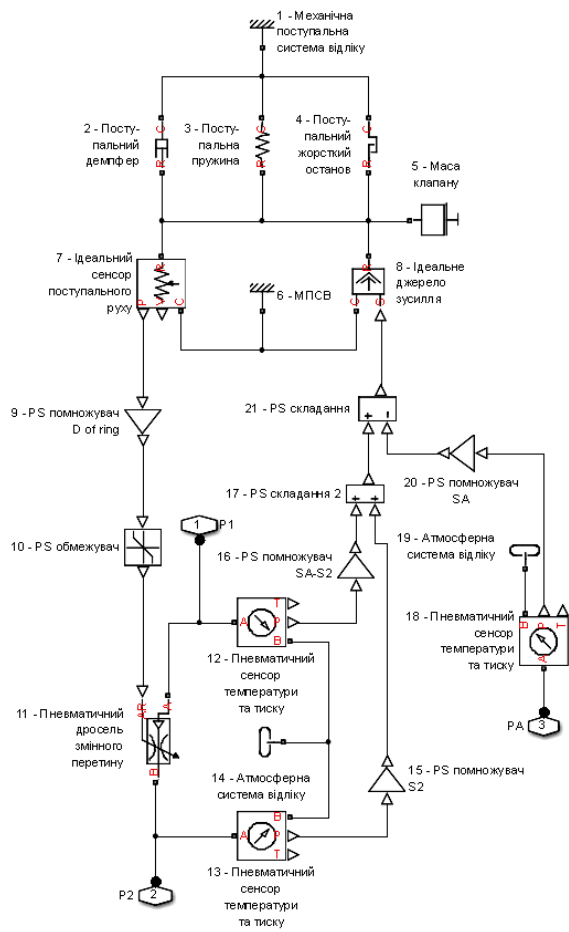 1 - Механічна
поступальна
система відліку
2 - Посту-
пальний
демпфер
C
R
3 - Посту-
пальна
пружина
C
R
4 - Посту-
пальний
жорсткий
останов
C
R
5 - Маса
клапану
7 - Ідеальний
сенсор
поступального
руху
R
P
V
C
6 - МПСВ
8 - Ідеальне
джерело
зусилля
R
C
S
9 - PS помножувач
D of ring
21 - PS складання
+
−
20 - PS помножувач
SA
17 - PS складання 2
+
+
1
P1
10 - PS обмежувач
16 - PS помножувач
SA-S2
19 - Атмосферна
система відліку
18 - Пневматичний
сенсор
температури
та тиску
B
P
T
A
A
T
P
B
12 - Пневматичний
сенсор
температури
та тиску
11 - Пневматичний
дросель
змінного
перетину
AR
A
B
PA
3
14 - Атмосферна
система відліку
15 - PS помножувач
S2
A
B
P
T
13 - Пневматичний
сенсор
температури
та тиску
P2
2